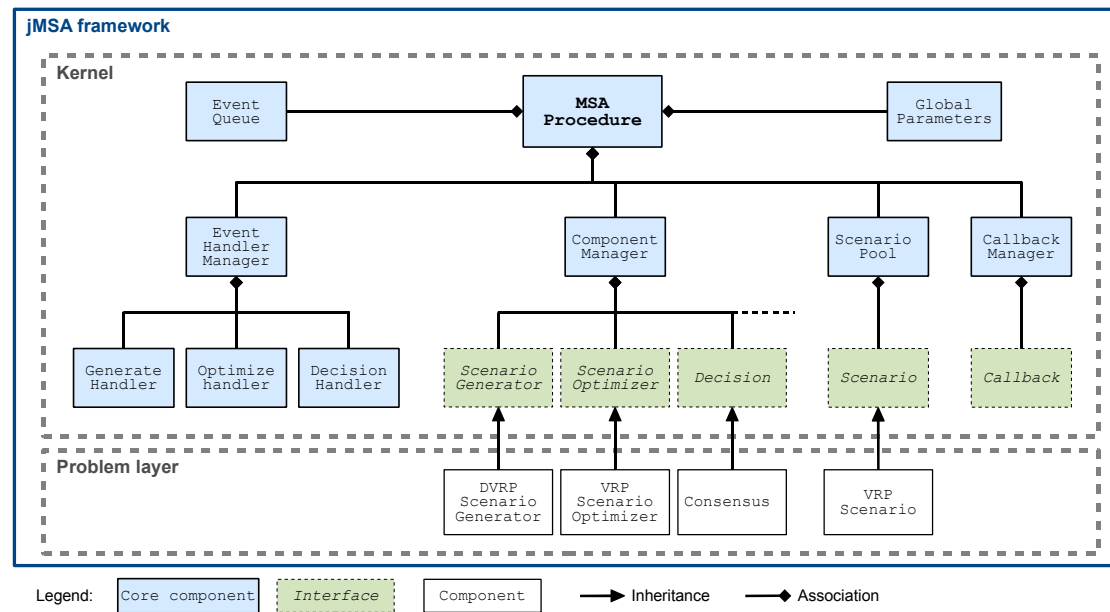 jMSA framework
Kernel
Event
Queue
MSA
Procedure
Global
Parameters
Event
Handler
Manager
Component
Manager
Scenario
Pool
Callback
Manager
Generate
Handler
Optimize
handler
Decision
Handler
Scenario
Generator
Scenario
Optimizer
Decision
Scenario
Callback
Problem layer
DVRP
Scenario
Generator
VRP
Scenario
Optimizer
Consensus
VRP
Scenario
Legend:
Core component
Interface
Component
Inheritance
Association